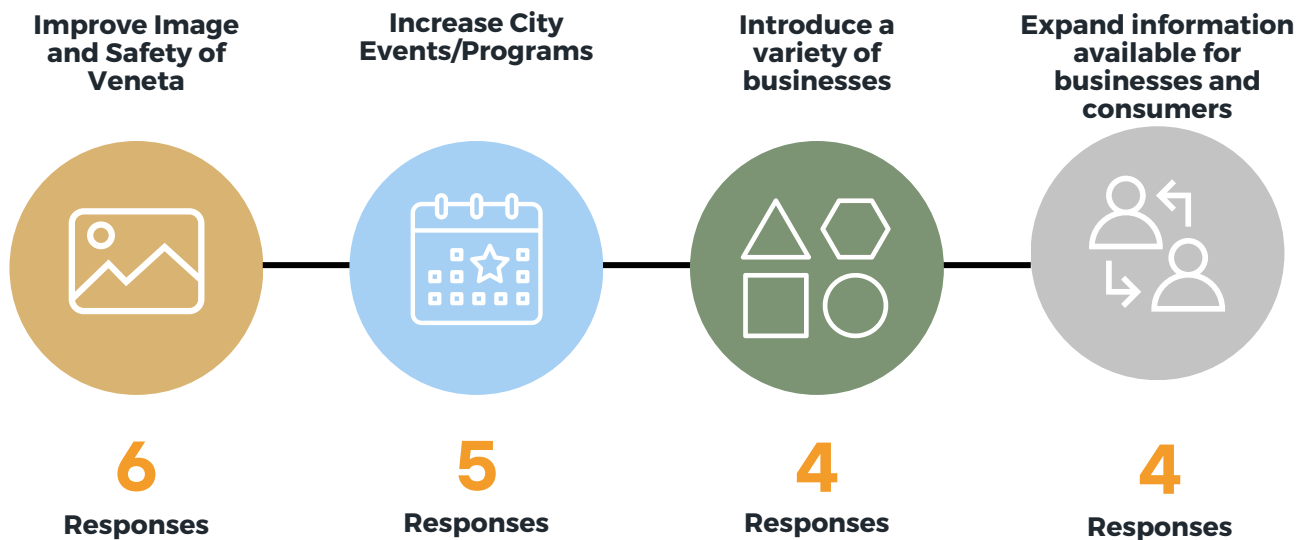 Improve Image
and Safety of
Veneta
Increase City
Events/Programs
Introduce a
variety of
businesses
Expand information
available for
businesses and
consumers
6
Responses
5
Responses
4
Responses
4
Responses